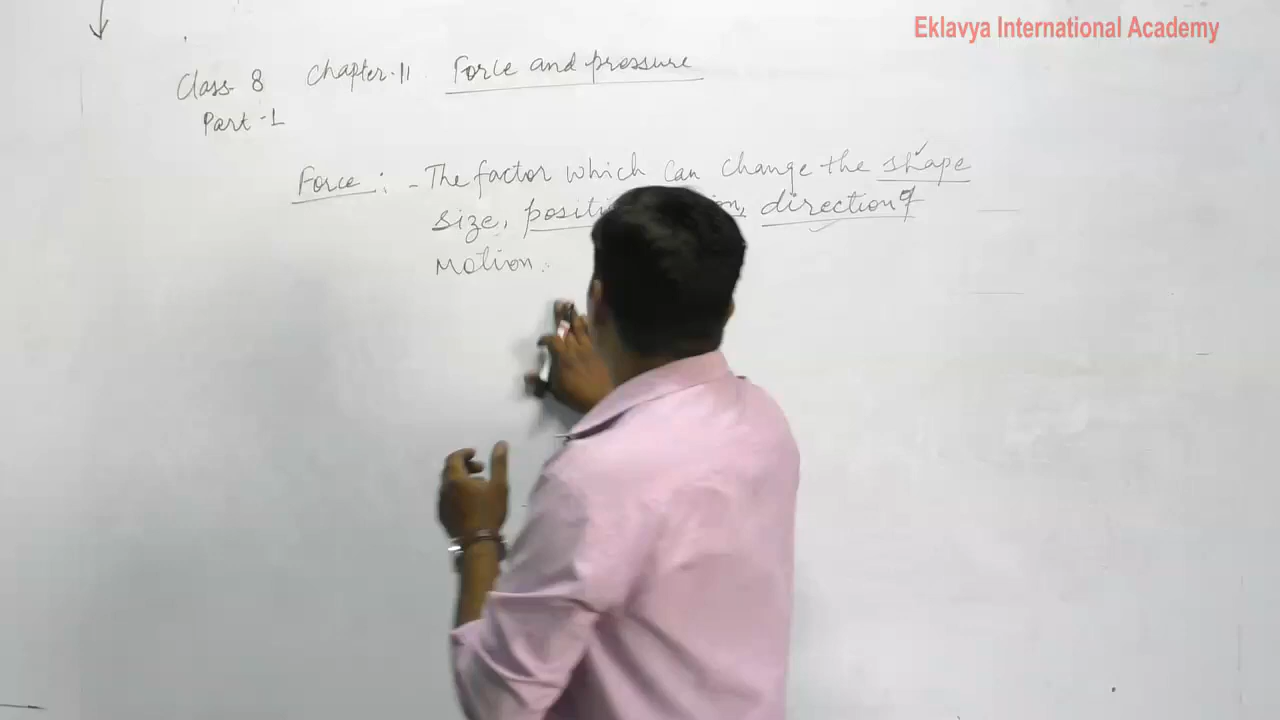 Eklavya International Academy
Class- 8 Chapter-11 Force and pressure
Part -1
Force : - The factor which can change the shape
size, direction of
Motion.